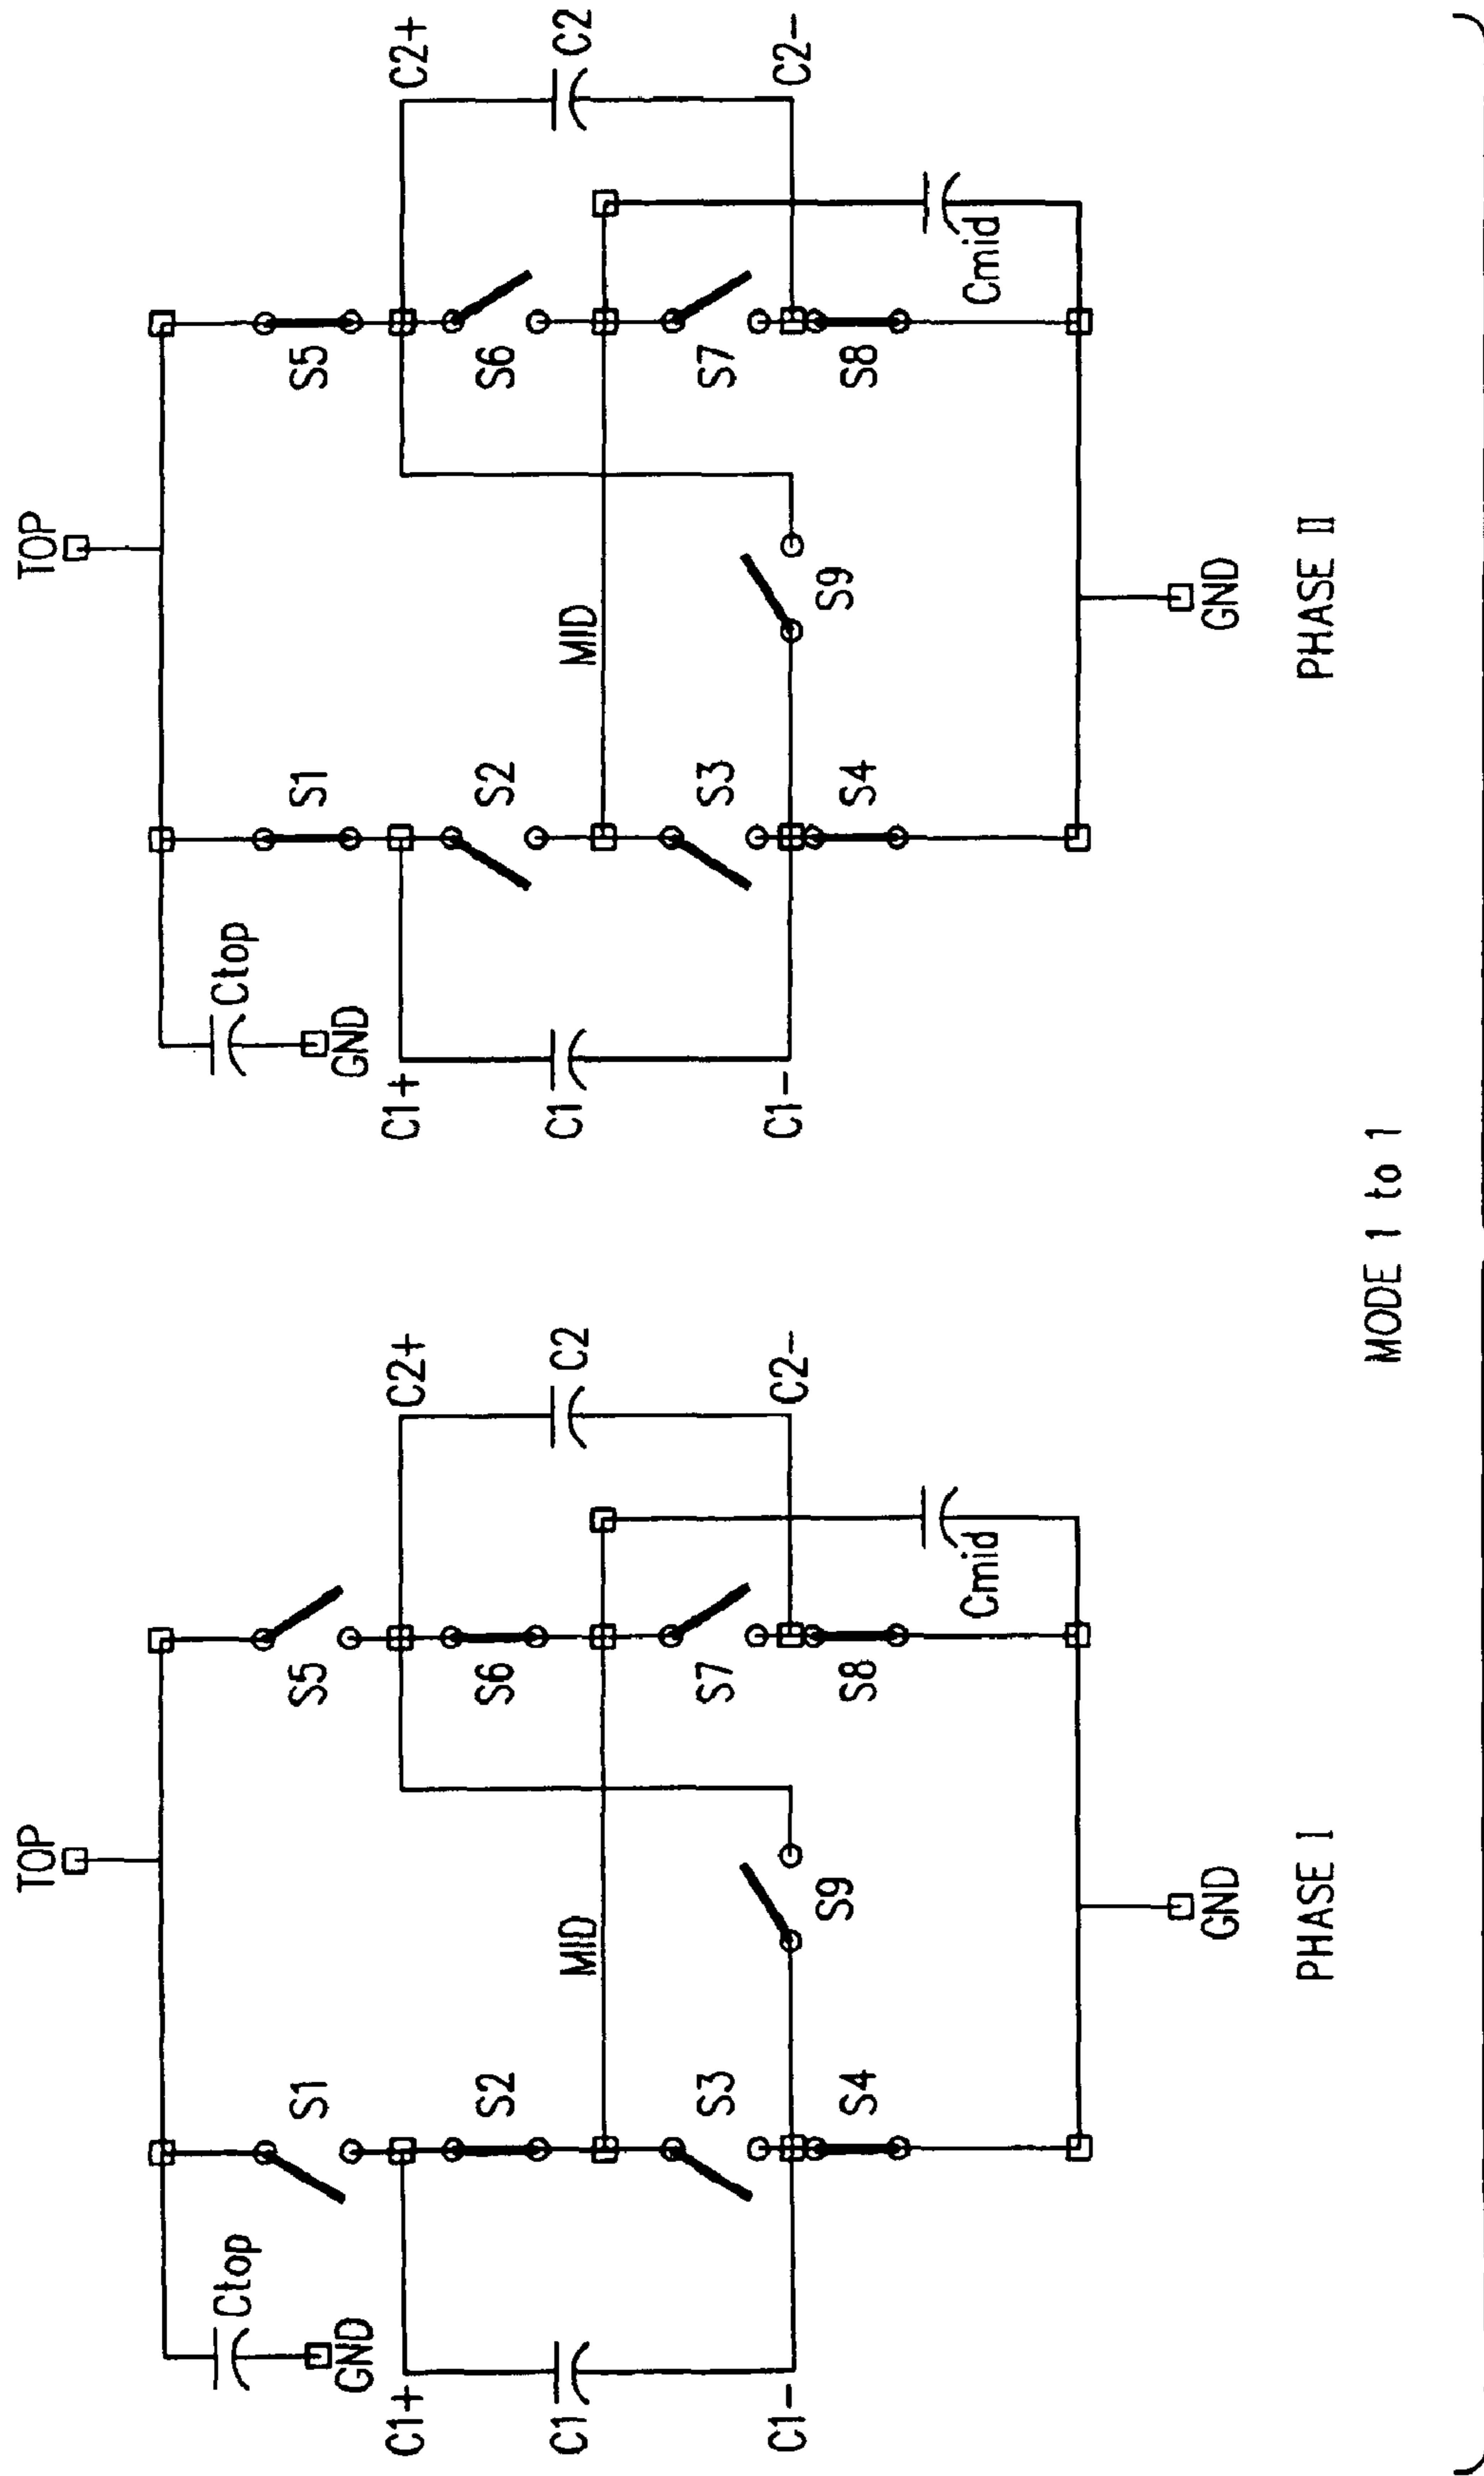 TOP
Ctop
GND
S1
S5
C1+
C2+
S2
S6
C1
C2
MID
S3
S7
C1-
C2-
S9
S4
S8
Cmid
GND
PHASE I
TOP
Ctop
GND
S1
S5
C1+
C2+
S2
S6
C1
C2
MID
S3
S7
C1-
C2-
S9
S4
S8
Cmid
GND
PHASE II
MODE 1 to 1